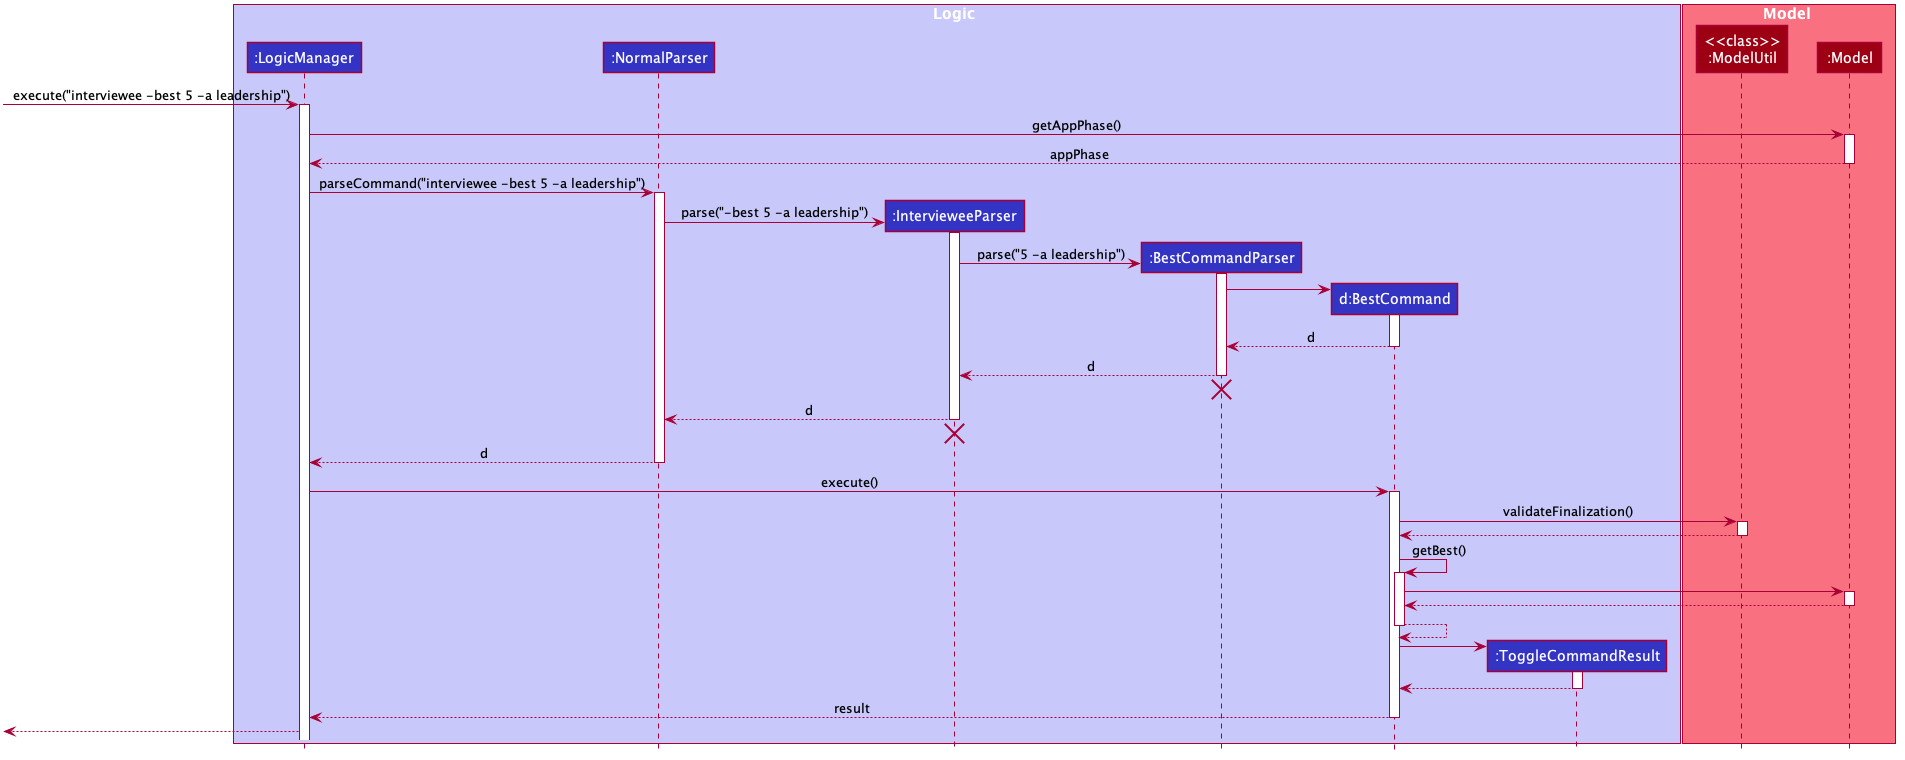 Logic
Model
<<class>>
:ModelUtil
:LogicManager
:NormalParser
:Model
execute("interviewee -best 5 -a leadership")
getAppPhase()
appPhase
parseCommand("interviewee -best 5 -a leadership")
parse("-best 5 -a leadership")
:IntervieweeParser
parse("5 -a leadership")
:BestCommandParser
d:BestCommand
d
d
d
d
execute()
validateFinalization()
getBest()
:ToggleCommandResult
result